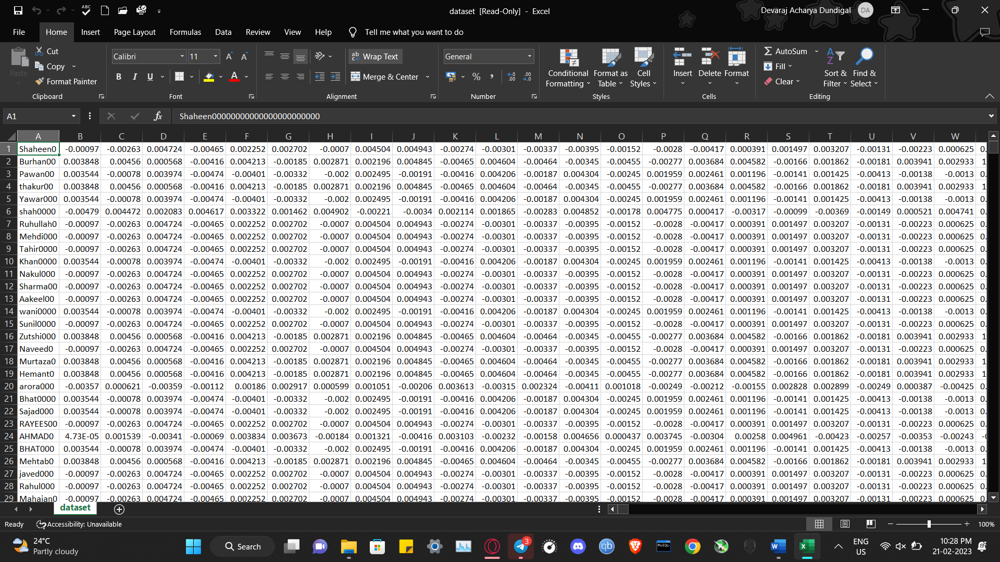 dataset [Read-Only] - Excel
Devaraj Acharya Dundigal
DA
File Home Insert Page Layout Formulas Data Review View Help Tell me what you want to do
Paste
Cut
Copy
Format Painter
Clipboard
Calibri 11
B I U
Font
Wrap Text
Merge & Center
Alignment
General
Number
Conditional Formatting
Format as Table
Cell Styles
Styles
Insert Delete Format
Cells
AutoSum
Fill
Clear
Sort & Filter
Find & Select
Editing
A1
A B C D E F G H I J K L M N O P Q R S T U V W
1 Shaheen0 -0.00097 -0.00263 0.004724 -0.00465 0.002252 0.002702 -0.0007 0.004504 0.004943 -0.00274 -0.00301 -0.00337 -0.00395 -0.00152 -0.0028 -0.00417 0.000391 0.001497 0.003207 -0.00131 -0.00223 0.000625 0.
2 Burhan00 0.003848 0.00456 0.000568 -0.00416 0.004213 -0.00185 0.002871 0.002196 0.004845 -0.00465 0.004604 -0.00464 -0.00345 -0.00455 -0.00277 0.003684 0.004582 -0.00166 0.001862 -0.00181 0.003941 0.002933 1
3 Pawan00 0.003544 -0.00078 0.003974 -0.00474 -0.00401 -0.00332 -0.002 0.002495 -0.00191 -0.00416 0.004206 -0.00187 0.004304 -0.00245 0.001959 0.002461 0.001196 -0.00141 0.001425 -0.00413 -0.00138 -0.0013 0.
4 thakur00 0.003848 0.00456 0.000568 -0.00416 0.004213 -0.00185 0.002871 0.002196 0.004845 -0.00465 0.004604 -0.00464 -0.00345 -0.00455 -0.00277 0.003684 0.004582 -0.00166 0.001862 -0.00181 0.003941 0.002933 1
5 Yawar000 0.003544 -0.00078 0.003974 -0.00474 -0.00401 -0.00332 -0.002 0.002495 -0.00191 -0.00416 0.004206 -0.00187 0.004304 -0.00245 0.001959 0.002461 0.001196 -0.00141 0.001425 -0.00413 -0.00138 -0.0013 0.
6 shah0000 -0.00479 0.004472 0.002083 0.004617 0.003322 0.001462 0.004902 -0.00221 -0.0034 0.002114 0.001865 -0.00283 0.004852 -0.00178 0.004775 0.000417 -0.00317 -0.00099 -0.00369 -0.00149 0.000521 0.004741 0.
7 Ruhullah0 -0.00097 -0.00263 0.004724 -0.00465 0.002252 0.002702 -0.0007 0.004504 0.004943 -0.00274 -0.00301 -0.00337 -0.00395 -0.00152 -0.0028 -0.00417 0.000391 0.001497 0.003207 -0.00131 -0.00223 0.000625 0.
8 Mehdi000 -0.00097 -0.00263 0.004724 -0.00465 0.002252 0.002702 -0.0007 0.004504 0.004943 -0.00274 -0.00301 -0.00337 -0.00395 -0.00152 -0.0028 -0.00417 0.000391 0.001497 0.003207 -0.00131 -0.00223 0.000625 0.
9 Tahir0000 -0.00097 -0.00263 0.004724 -0.00465 0.002252 0.002702 -0.0007 0.004504 0.004943 -0.00274 -0.00301 -0.00337 -0.00395 -0.00152 -0.0028 -0.00417 0.000391 0.001497 0.003207 -0.00131 -0.00223 0.000625 0.
10 Khan0000 0.003544 -0.00078 0.003974 -0.00474 -0.00401 -0.00332 -0.002 0.002495 -0.00191 -0.00416 0.004206 -0.00187 0.004304 -0.00245 0.001959 0.002461 0.001196 -0.00141 0.001425 -0.00413 -0.00138 -0.0013 0.
11 Nakul000 -0.00097 -0.00263 0.004724 -0.00465 0.002252 0.002702 -0.0007 0.004504 0.004943 -0.00274 -0.00301 -0.00337 -0.00395 -0.00152 -0.0028 -0.00417 0.000391 0.001497 0.003207 -0.00131 -0.00223 0.000625 0.
12 Sharma00 -0.00097 -0.00263 0.004724 -0.00465 0.002252 0.002702 -0.0007 0.004504 0.004943 -0.00274 -0.00301 -0.00337 -0.00395 -0.00152 -0.0028 -0.00417 0.000391 0.001497 0.003207 -0.00131 -0.00223 0.000625 0.
13 Aakeel00 -0.00097 -0.00263 0.004724 -0.00465 0.002252 0.002702 -0.0007 0.004504 0.004943 -0.00274 -0.00301 -0.00337 -0.00395 -0.00152 -0.0028 -0.00417 0.000391 0.001497 0.003207 -0.00131 -0.00223 0.000625 0.
14 wani0000 0.003544 -0.00078 0.003974 -0.00474 -0.00401 -0.00332 -0.002 0.002495 -0.00191 -0.00416 0.004206 -0.00187 0.004304 -0.00245 0.001959 0.002461 0.001196 -0.00141 0.001425 -0.00413 -0.00138 -0.0013 0.
15 Sunil0000 -0.00097 -0.00263 0.004724 -0.00465 0.002252 0.002702 -0.0007 0.004504 0.004943 -0.00274 -0.00301 -0.00337 -0.00395 -0.00152 -0.0028 -0.00417 0.000391 0.001497 0.003207 -0.00131 -0.00223 0.000625 0.
16 Zutshi000 0.003848 0.00456 0.000568 -0.00416 0.004213 -0.00185 0.002871 0.002196 0.004845 -0.00465 0.004604 -0.00464 -0.00345 -0.00455 -0.00277 0.003684 0.004582 -0.00166 0.001862 -0.00181 0.003941 0.002933 1
17 Naveed0 -0.00097 -0.00263 0.004724 -0.00465 0.002252 0.002702 -0.0007 0.004504 0.004943 -0.00274 -0.00301 -0.00337 -0.00395 -0.00152 -0.0028 -0.00417 0.000391 0.001497 0.003207 -0.00131 -0.00223 0.000625 0.
18 Murtaza0 0.003848 0.00456 0.000568 -0.00416 0.004213 -0.00185 0.002871 0.002196 0.004845 -0.00465 0.004604 -0.00464 -0.00345 -0.00455 -0.00277 0.003684 0.004582 -0.00166 0.001862 -0.00181 0.003941 0.002933 1
19 Hemant0 0.003848 0.00456 0.000568 -0.00416 0.004213 -0.00185 0.002871 0.002196 0.004845 -0.00465 0.004604 -0.00464 -0.00345 -0.00455 -0.00277 0.003684 0.004582 -0.00166 0.001862 -0.00181 0.003941 0.002933 1
20 arora000 -0.00357 0.000621 -0.00359 -0.00112 0.00186 0.002917 0.000599 0.001051 -0.00206 0.003613 -0.00315 0.002324 -0.00411 0.001018 -0.00249 -0.00212 -0.00155 0.002828 0.002899 -0.00249 0.000387 -0.00425 0.
21 Bhat0000 0.003544 -0.00078 0.003974 -0.00474 -0.00401 -0.00332 -0.002 0.002495 -0.00191 -0.00416 0.004206 -0.00187 0.004304 -0.00245 0.001959 0.002461 0.001196 -0.00141 0.001425 -0.00413 -0.00138 -0.0013 0.
22 Sajad000 0.003544 -0.00078 0.003974 -0.00474 -0.00401 -0.00332 -0.002 0.002495 -0.00191 -0.00416 0.004206 -0.00187 0.004304 -0.00245 0.001959 0.002461 0.001196 -0.00141 0.001425 -0.00413 -0.00138 -0.0013 0.
23 RAYEES00 -0.00097 -0.00263 0.004724 -0.00465 0.002252 0.002702 -0.0007 0.004504 0.004943 -0.00274 -0.00301 -0.00337 -0.00395 -0.00152 -0.0028 -0.00417 0.000391 0.001497 0.003207 -0.00131 -0.00223 0.000625 0.
24 AHMAD0 4.73E-05 0.001539 -0.00341 -0.00069 0.003834 0.003673 -0.00184 0.001321 -0.00416 0.003103 -0.00232 -0.00158 0.004656 0.000437 0.003745 -0.00304 0.00258 0.004961 -0.00423 -0.00257 -0.00353 -0.00243 -0
25 BHAT000 0.003544 -0.00078 0.003974 -0.00474 -0.00401 -0.00332 -0.002 0.002495 -0.00191 -0.00416 0.004206 -0.00187 0.004304 -0.00245 0.001959 0.002461 0.001196 -0.00141 0.001425 -0.00413 -0.00138 -0.0013 0.
26 Mehtab0 0.003848 0.00456 0.000568 -0.00416 0.004213 -0.00185 0.002871 0.002196 0.004845 -0.00465 0.004604 -0.00464 -0.00345 -0.00455 -0.00277 0.003684 0.004582 -0.00166 0.001862 -0.00181 0.003941 0.002933 1
27 javed000 -0.00097 -0.00263 0.004724 -0.00465 0.002252 0.002702 -0.0007 0.004504 0.004943 -0.00274 -0.00301 -0.00337 -0.00395 -0.00152 -0.0028 -0.00417 0.000391 0.001497 0.003207 -0.00131 -0.00223 0.000625 0.
28 Rahul000 -0.00097 -0.00263 0.004724 -0.00465 0.002252 0.002702 -0.0007 0.004504 0.004943 -0.00274 -0.00301 -0.00337 -0.00395 -0.00152 -0.0028 -0.00417 0.000391 0.001497 0.003207 -0.00131 -0.00223 0.000625 0.
29 Mahajan0 -0.00097 -0.00263 0.004724 -0.00465 0.002252 0.002702 -0.0007 0.004504 0.004943 -0.00274 -0.00301 -0.00337 -0.00395 -0.00152 -0.0028 -0.00417 0.000391 0.001497 0.003207 -0.00131 -0.00223 0.000625 0.
dataset
Ready Accessibility: Unavailable 100%
24°C
Partly cloudy
Search
3
ENG
US
10:28 PM
21-02-2023